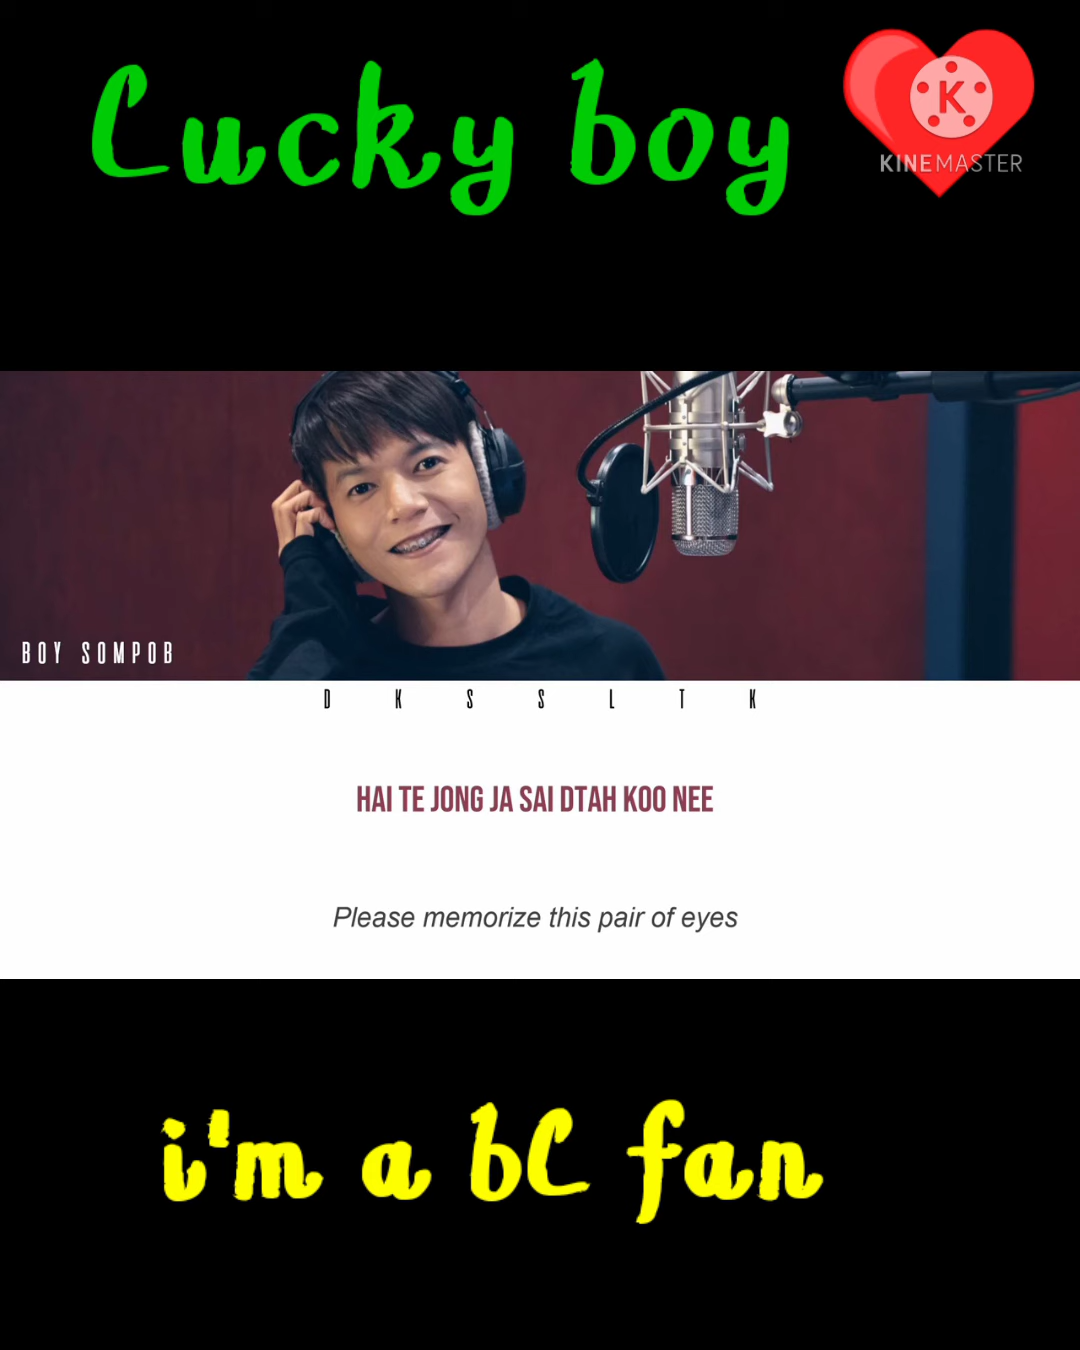 Lucky boy
K
KINEMASTER
BOY SOMPOB
D K S S L T K
HAI TE JONG JA SAI DTAH KOO NEE
Please memorize this pair of eyes
i'm a bC fan